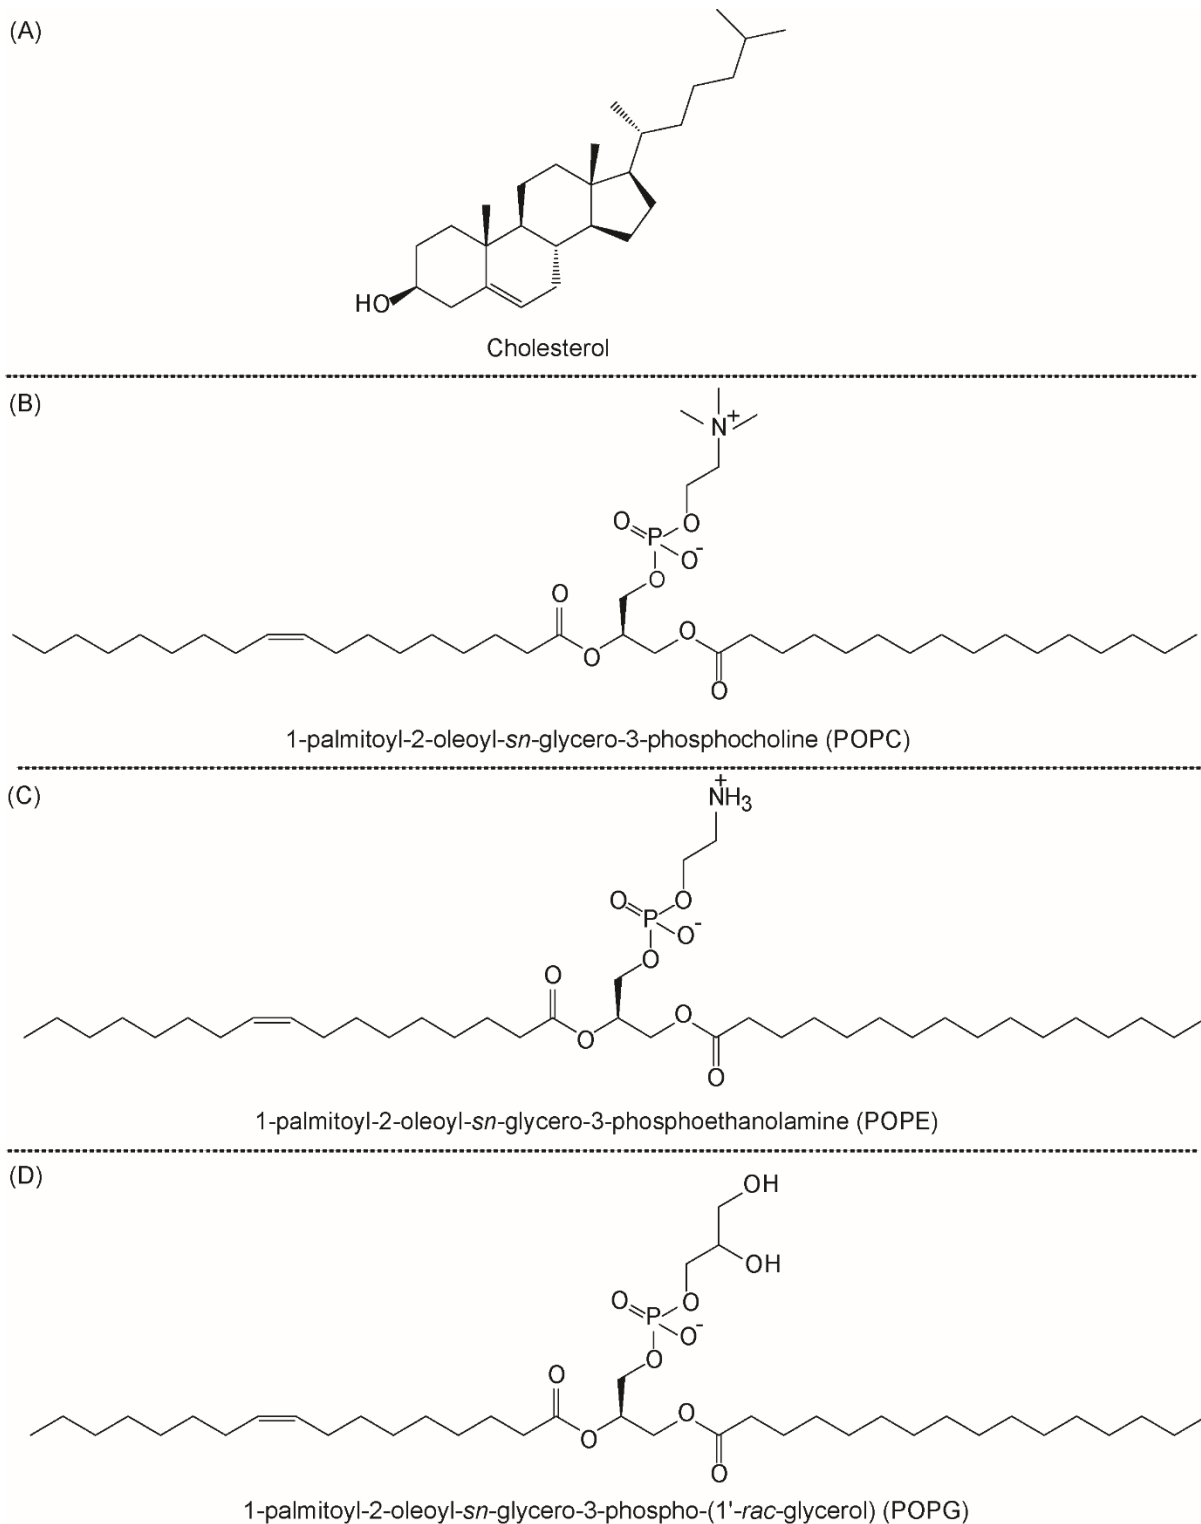 (A)
HO
Cholesterol
(B)
N+
O
O
P
O-
O
O
O
O
O
1-palmitoyl-2-oleoyl-sn-glycero-3-phosphocholine (POPC)
(C)
+
NH3
O
O
P
O-
O
O
O
O
O
1-palmitoyl-2-oleoyl-sn-glycero-3-phosphoethanolamine (POPE)
(D)
OH
OH
O
O
P
O-
O
O
O
O
O
1-palmitoyl-2-oleoyl-sn-glycero-3-phospho-(1'-rac-glycerol) (POPG)